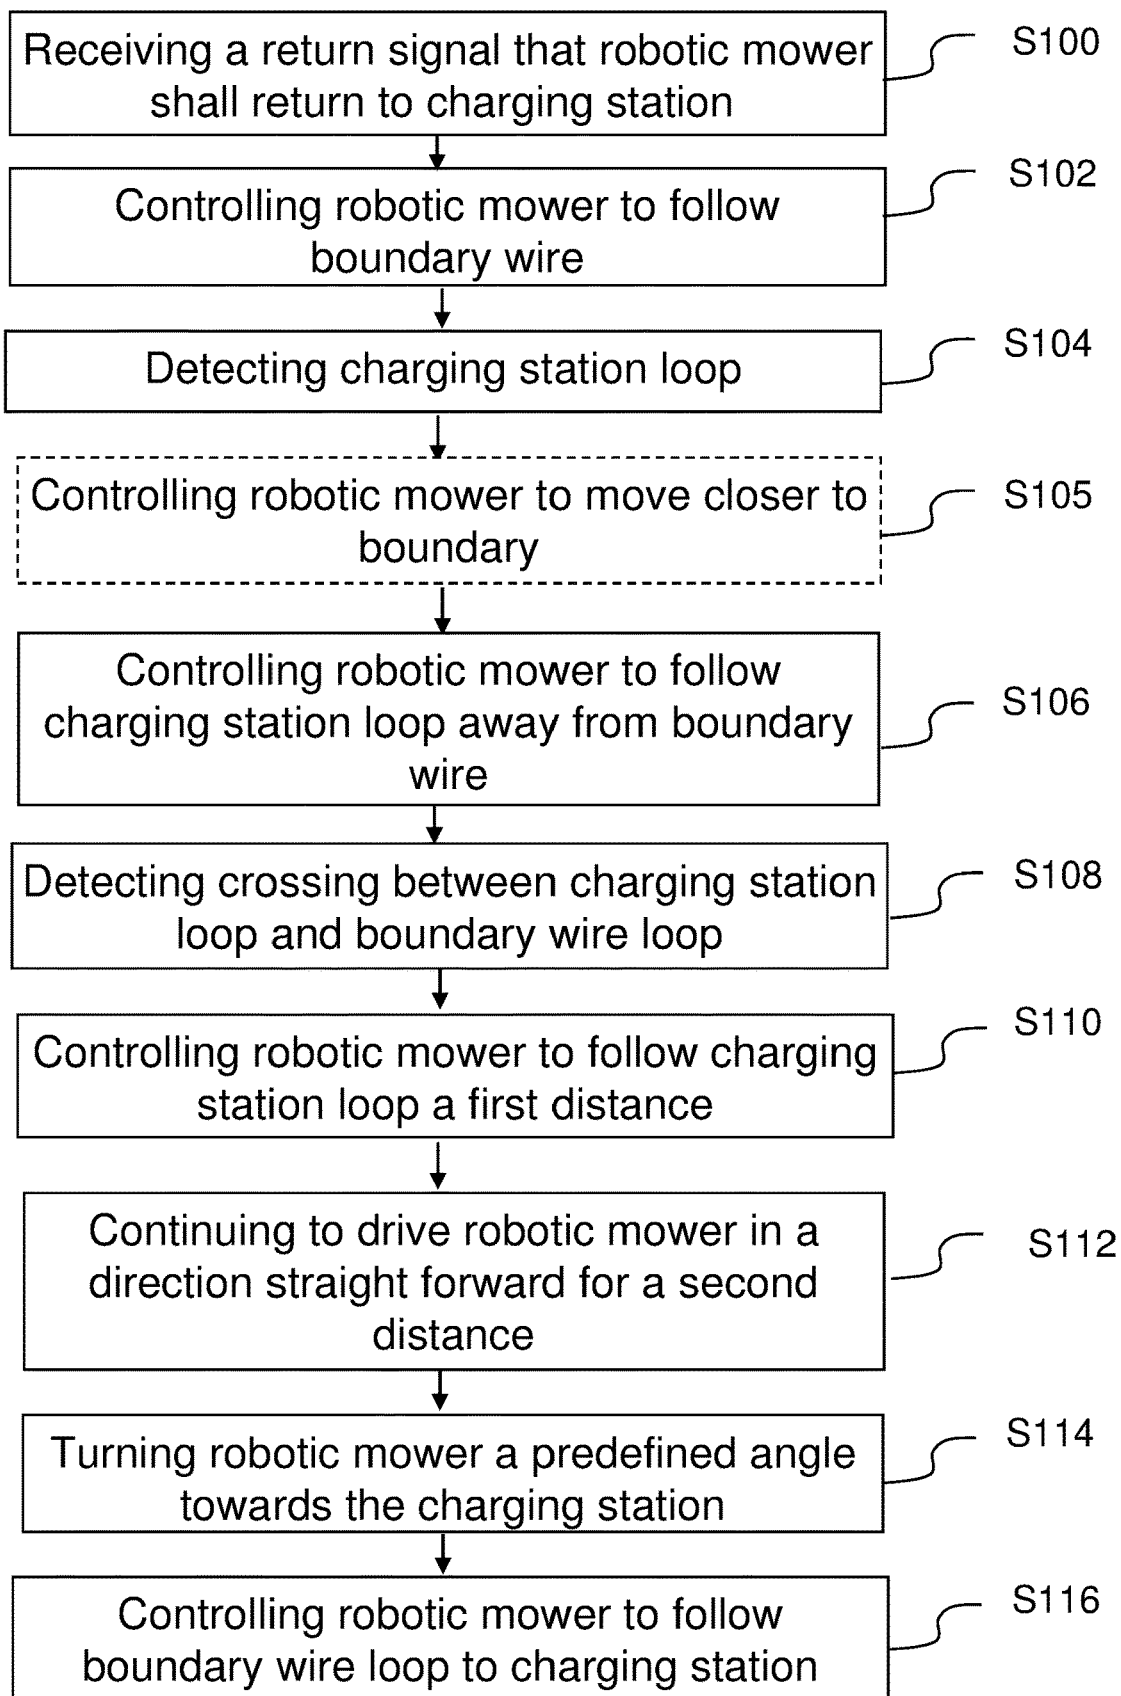 Receiving a return signal that robotic mower
shall return to charging station
S100
Controlling robotic mower to follow
boundary wire
S102
Detecting charging station loop
S104
Controlling robotic mower to move closer to
boundary
S105
Controlling robotic mower to follow
charging station loop away from boundary
wire
S106
Detecting crossing between charging station
loop and boundary wire loop
S108
Controlling robotic mower to follow charging
station loop a first distance
S110
Continuing to drive robotic mower in a
direction straight forward for a second
distance
S112
Turning robotic mower a predefined angle
towards the charging station
S114
Controlling robotic mower to follow
boundary wire loop to charging station
S116